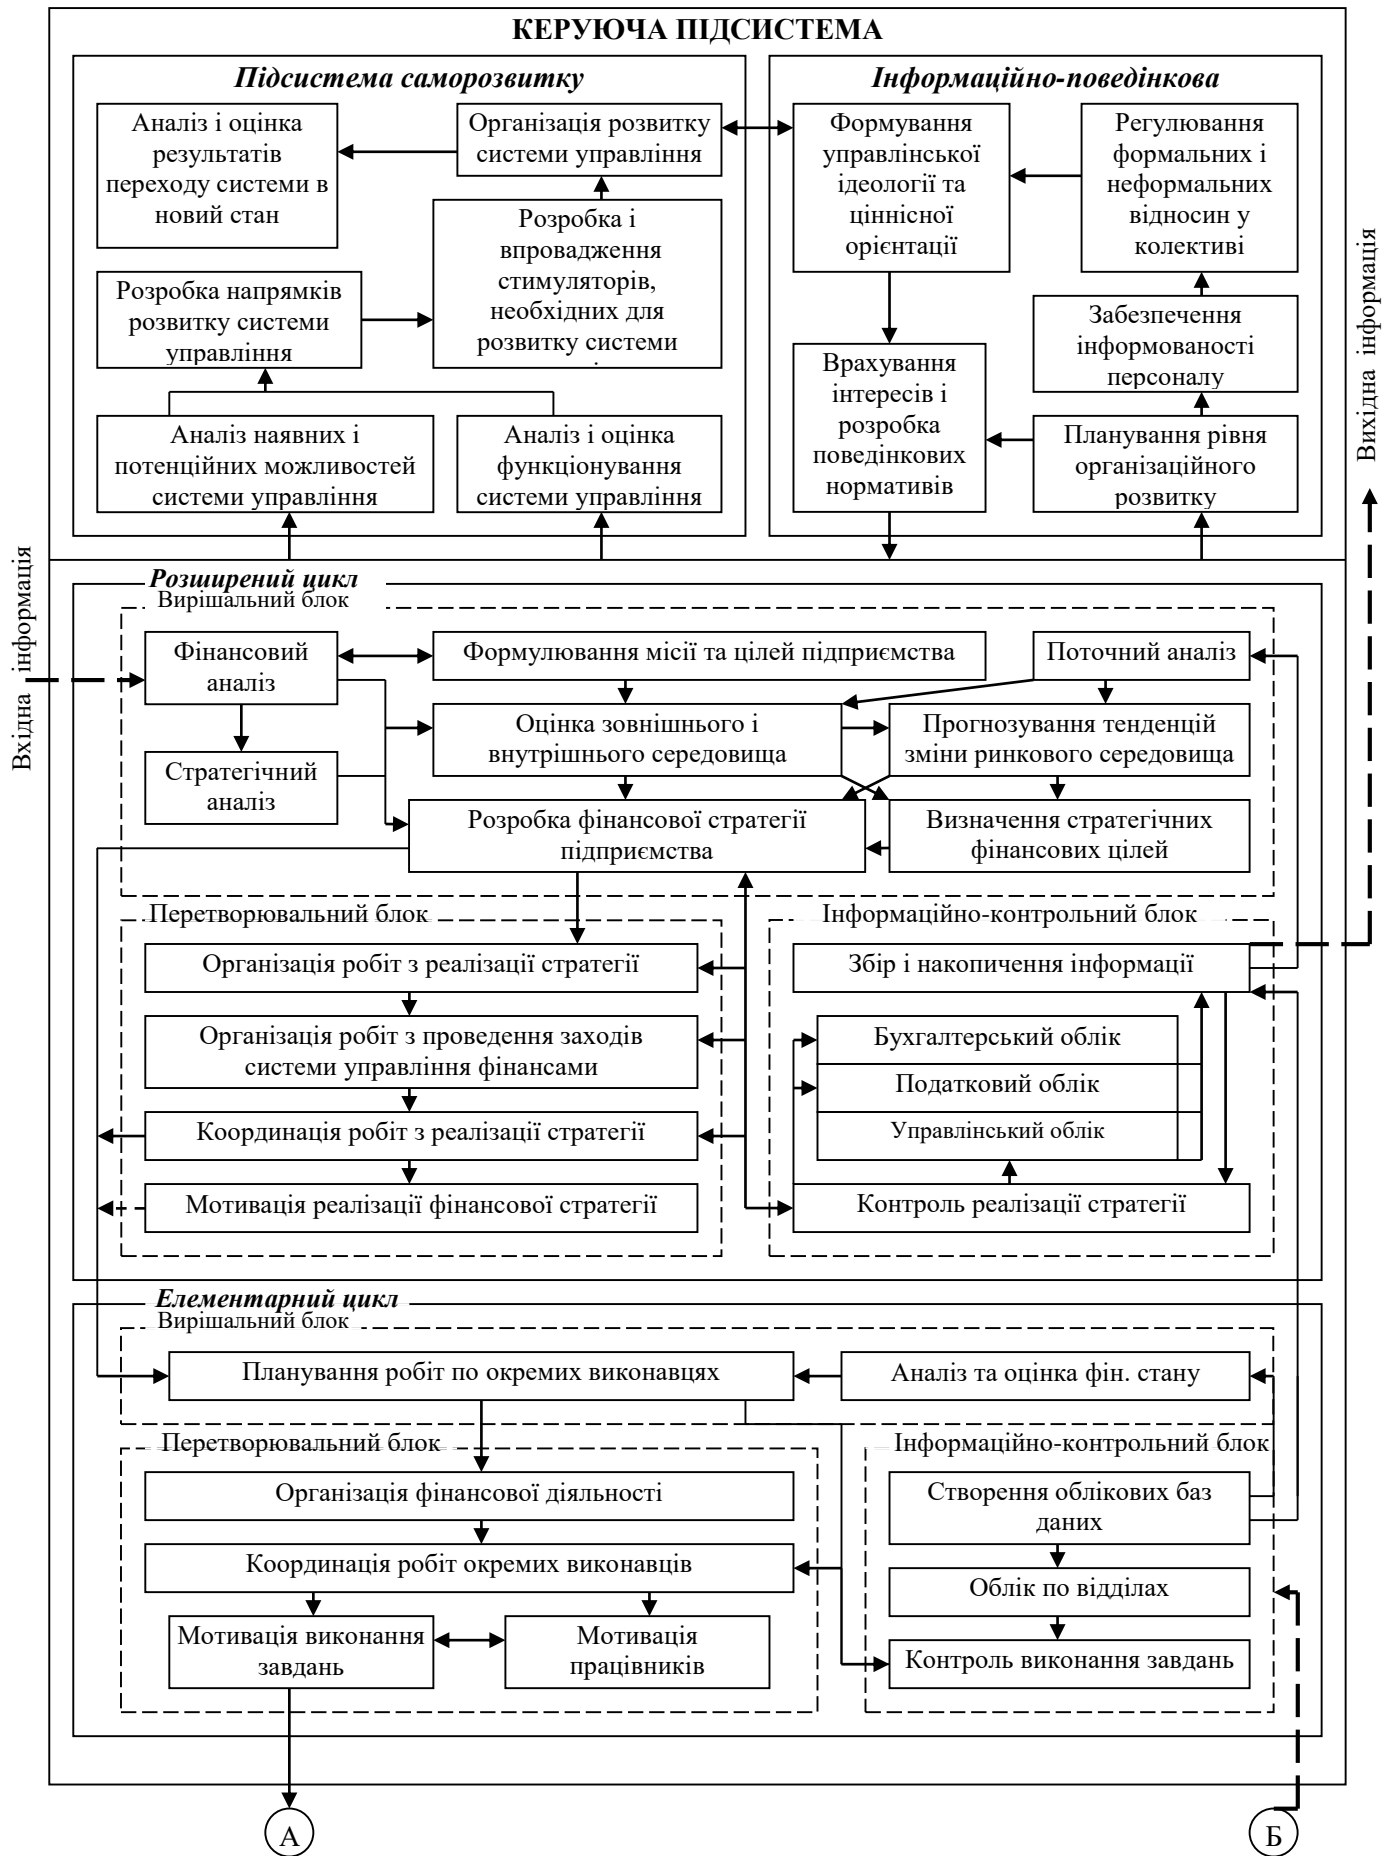 КЕРУЮЧА ПІДСИСТЕМА
Підсистема саморозвитку
Аналіз і оцінка
результатів
переходу системи в
новий стан
Організація розвитку
системи управління
Розробка і
впровадження
стимуляторів,
необхідних для
розвитку системи
Розробка напрямків
розвитку системи
управління
Аналіз наявних і
потенційних можливостей
системи управління
Аналіз і оцінка
функціонування
системи управління
Інформаційно-поведінкова
Формування
управлінської
ідеології та
ціннісної
орієнтації
Регулювання
формальних і
неформальних
відносин у
колективі
Забезпечення
інформованості
персоналу
Врахування
інтересів і
розробка
поведінкових
нормативів
Планування рівня
організаційного
розвитку
Вихідна інформація
Вхідна інформація
Розширений цикл
Вирішальний блок
Фінансовий
аналіз
Формулювання місії та цілей підприємства
Поточний аналіз
Стратегічний
аналіз
Оцінка зовнішнього і
внутрішнього середовища
Прогнозування тенденцій
зміни ринкового середовища
Розробка фінансової стратегії
підприємства
Визначення стратегічних
фінансових цілей
Перетворювальний блок
Організація робіт з реалізації стратегії
Організація робіт з проведення заходів
системи управління фінансами
Координація робіт з реалізації стратегії
Мотивація реалізації фінансової стратегії
Інформаційно-контрольний блок
Збір і накопичення інформації
Бухгалтерський облік
Податковий облік
Управлінський облік
Контроль реалізації стратегії
Елементарний цикл
Вирішальний блок
Планування робіт по окремих виконавцях
Аналіз та оцінка фін. стану
Перетворювальний блок
Організація фінансової діяльності
Координація робіт окремих виконавців
Мотивація виконання
завдань
Мотивація
працівників
Інформаційно-контрольний блок
Створення облікових баз
даних
Облік по відділах
Контроль виконання завдань
А
Б